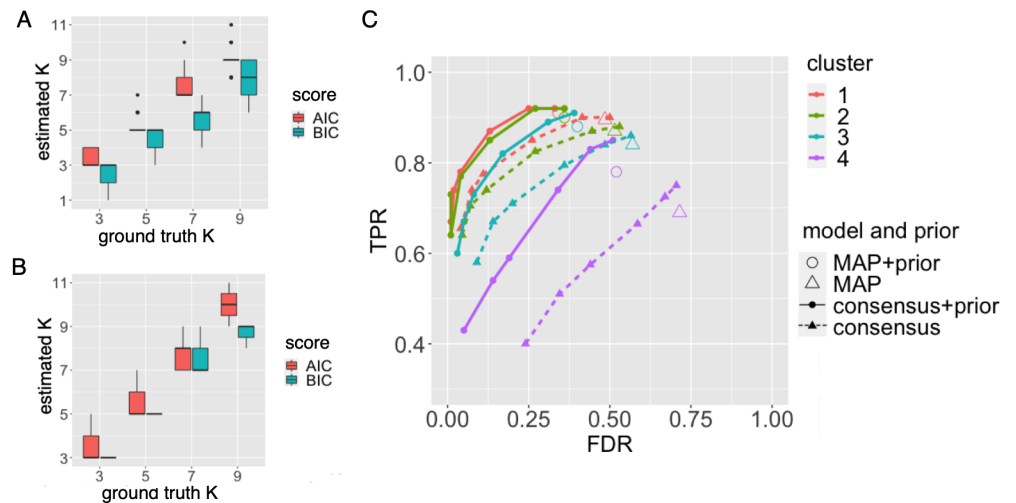 A
estimated K
11
9
7
5
3
1
3 5 7 9
ground truth K
score
AIC
BIC
B
estimated K
11
9
7
5
3
3 5 7 9
ground truth K
score
AIC
BIC
C
TPR
1.0
0.8
0.6
0.4
0.00 0.25 0.50 0.75 1.00
FDR
cluster
1
2
3
4
model and prior
MAP+prior
MAP
consensus+prior
consensus